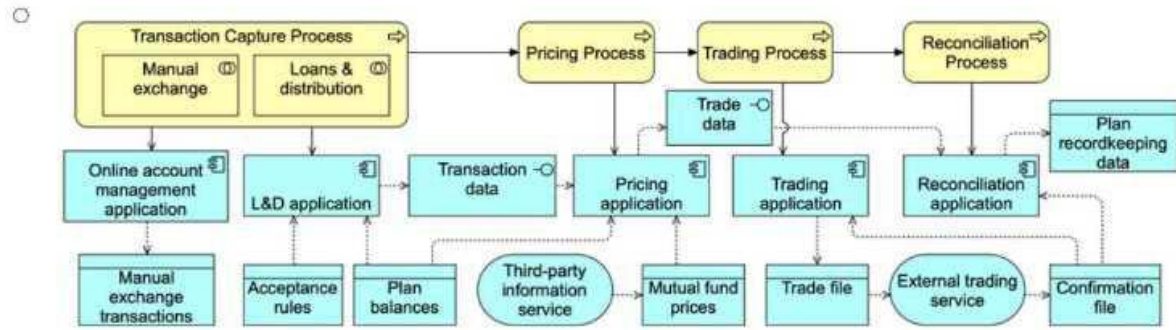 Transaction Capture Process
Manual
exchange
Loans &
distribution
Pricing Process
Trading Process
Reconciliation
Process
Trade
data
Plan
recordkeeping
data
Online account
management
application
L&D application
Transaction
data
Pricing
application
Trading
application
Reconciliation
application
Manual
exchange
transactions
Acceptance
rules
Plan
balances
Third-party
information
service
Mutual fund
prices
Trade file
External trading
service
Confirmation
file